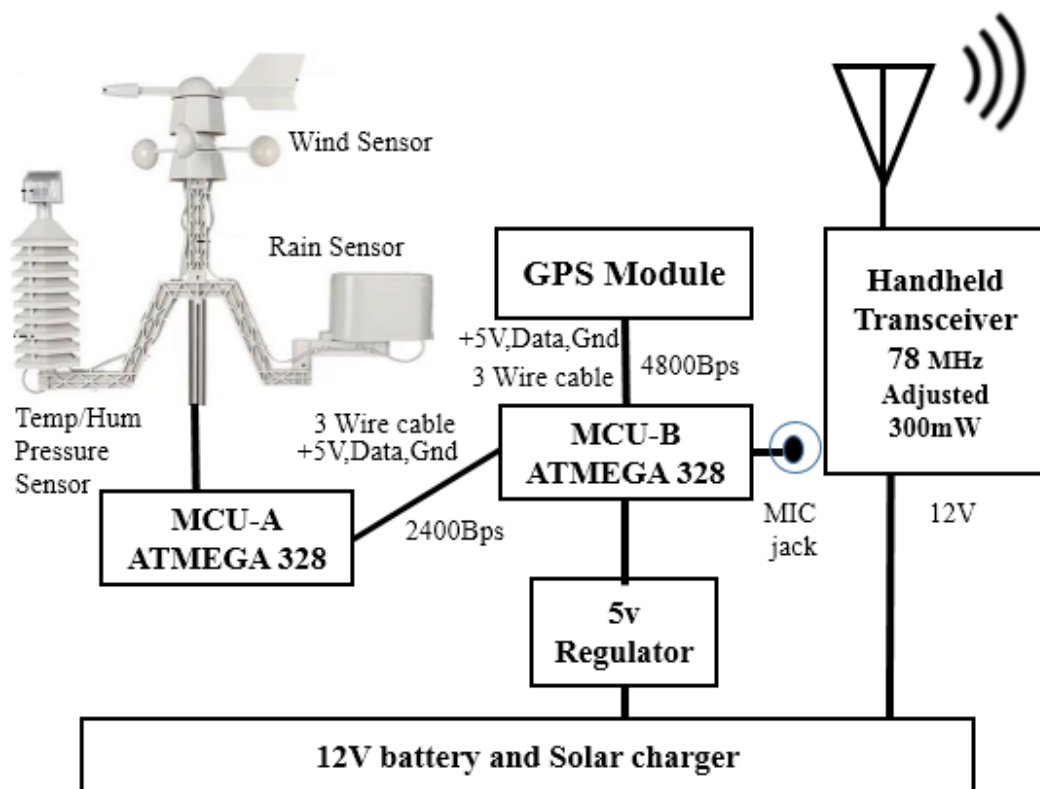 Wind Sensor
Rain Sensor
Temp/Hum
Pressure
Sensor
GPS Module
+5V,Data,Gnd
3 Wire cable
4800Bps
Handheld
Transceiver
78 MHz
Adjusted
300mW
3 Wire cable
+5V,Data,Gnd
2400Bps
MCU-A
ATMEGA 328
MCU-B
ATMEGA 328
MIC
jack
12V
5v
Regulator
12V battery and Solar charger